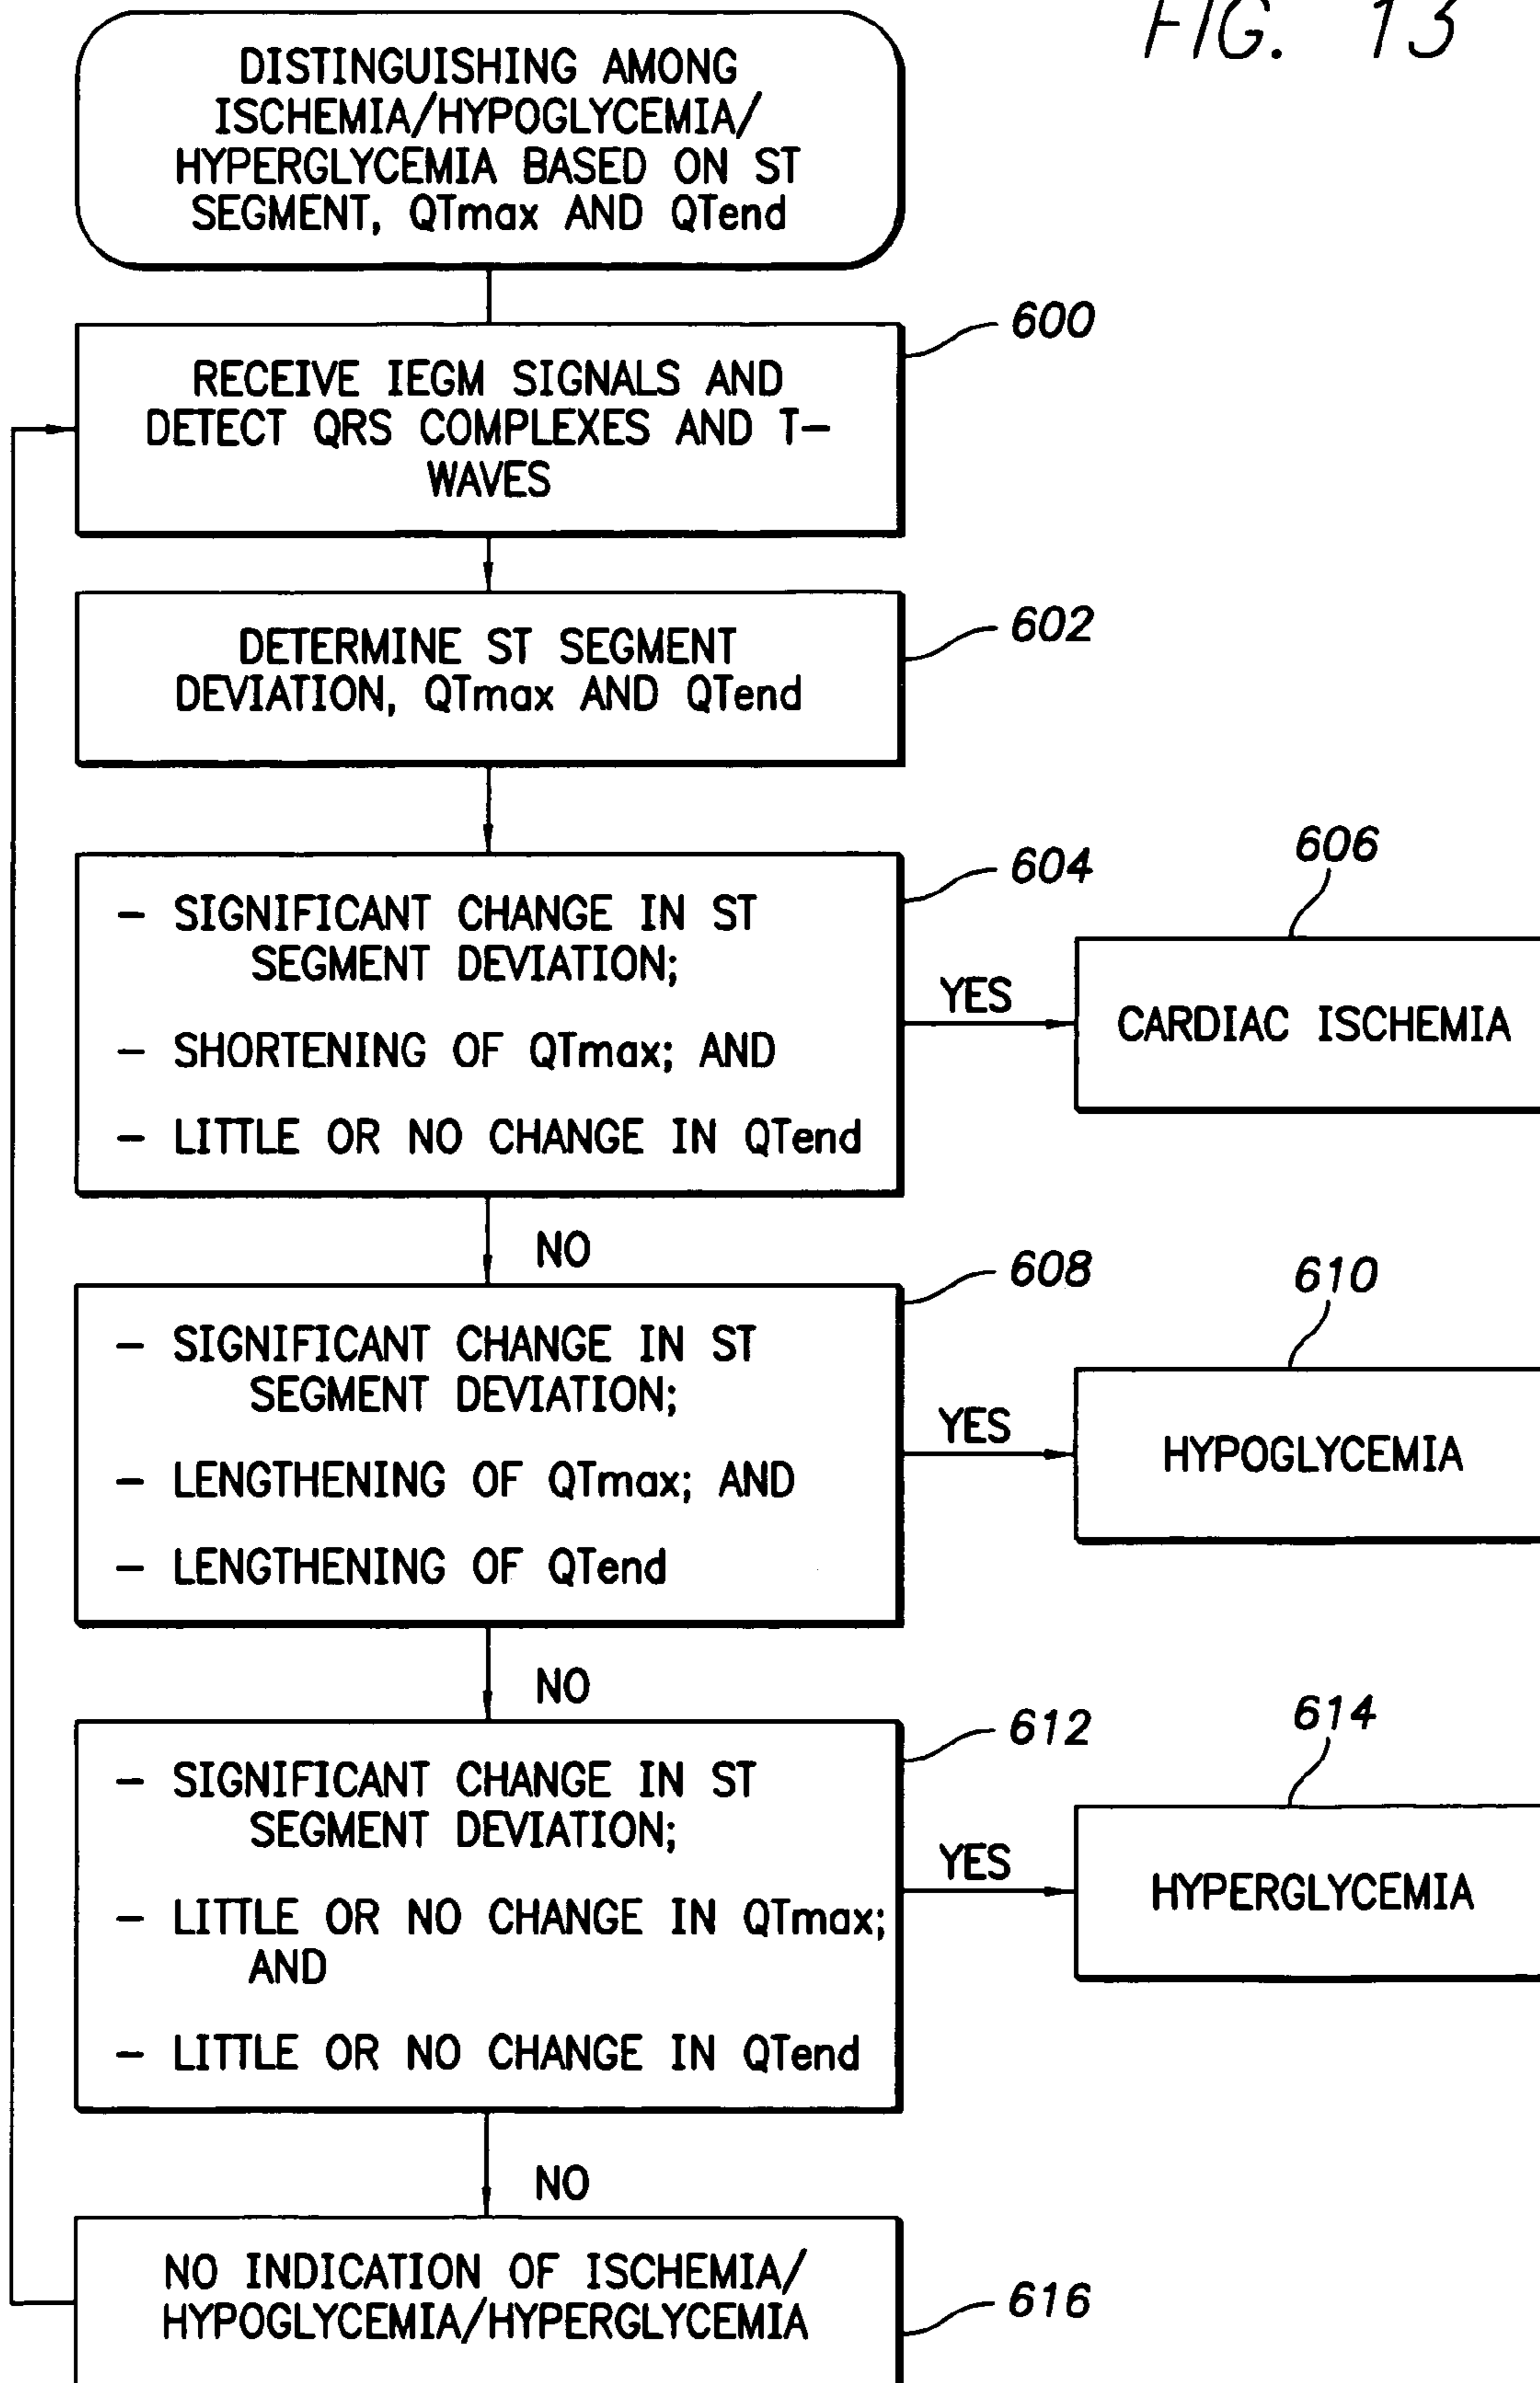 FIG. 13
DISTINGUISHING AMONG
ISCHEMIA/HYPOGLYCEMIA/
HYPERGLYCEMIA BASED ON ST
SEGMENT, QTmax AND QTend
600
RECEIVE IEGM SIGNALS AND
DETECT QRS COMPLEXES AND T-
WAVES
602
DETERMINE ST SEGMENT
DEVIATION, QTmax AND QTend
604
- SIGNIFICANT CHANGE IN ST
SEGMENT DEVIATION;
- SHORTENING OF QTmax; AND
- LITTLE OR NO CHANGE IN QTend
YES
606
CARDIAC ISCHEMIA
NO
608
- SIGNIFICANT CHANGE IN ST
SEGMENT DEVIATION;
- LENGTHENING OF QTmax; AND
- LENGTHENING OF QTend
YES
610
HYPOGLYCEMIA
NO
612
- SIGNIFICANT CHANGE IN ST
SEGMENT DEVIATION;
- LITTLE OR NO CHANGE IN QTmax;
AND
- LITTLE OR NO CHANGE IN QTend
YES
614
HYPERGLYCEMIA
NO
NO INDICATION OF ISCHEMIA/
HYPOGLYCEMIA/HYPERGLYCEMIA
616